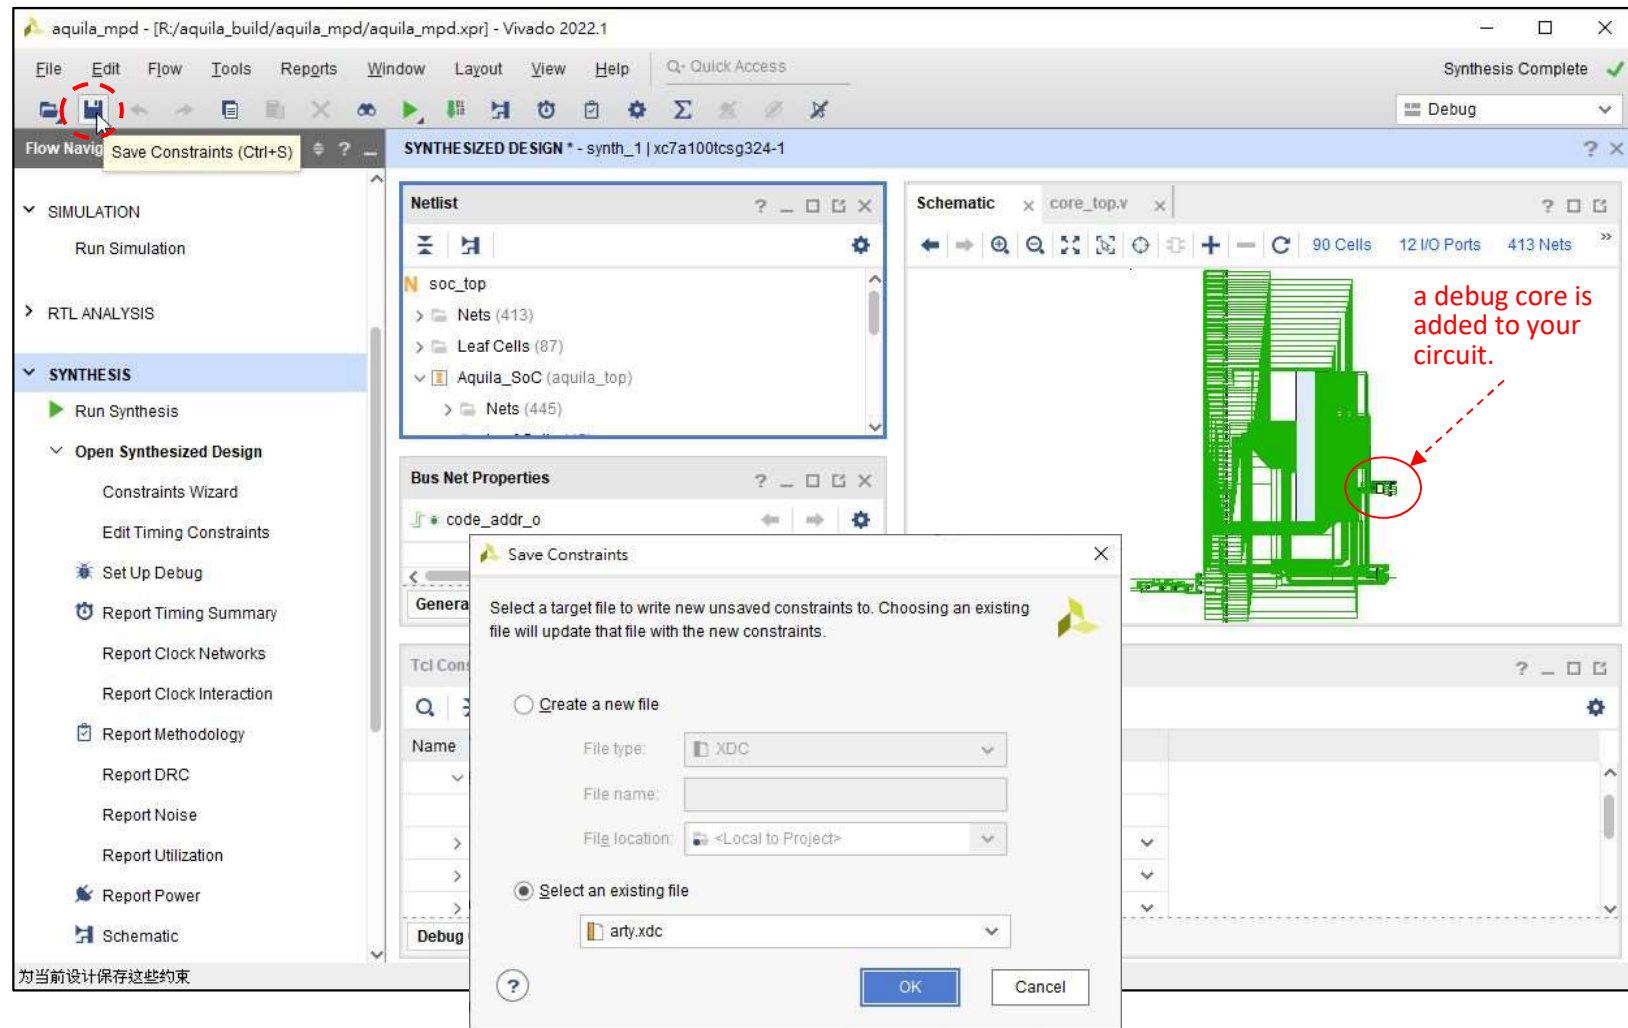 aquila_mpd - [R:/aquila_build/aquila_mpd/aquila_mpd.xpr] - Vivado 2022.1
File Edit Flow Tools Reports Window Layout View Help Q- Quick Access
Synthesis Complete
Debug
Save Constraints (Ctrl+S)
Flow Navig
SYNTHESIZED DESIGN * - synth_1 | xc7a100tcsg324-1
SIMULATION
Run Simulation
RTL ANALYSIS
SYNTHESIS
Run Synthesis
Open Synthesized Design
Constraints Wizard
Edit Timing Constraints
Set Up Debug
Report Timing Summary
Report Clock Networks
Report Clock Interaction
Report Methodology
Report DRC
Report Noise
Report Utilization
Report Power
Schematic
为当前设计保存这些约束
Netlist
N soc_top
Nets (413)
Leaf Cells (87)
Aquila_SoC (aquila_top)
Nets (445)
Bus Net Properties
code_addr_o
Genera
Tcl Cons
Name
Debug
Schematic core_top.v
90 Cells 12 I/O Ports 413 Nets
a debug core is
added to your
circuit.
Save Constraints
Select a target file to write new unsaved constraints to. Choosing an existing
file will update that file with the new constraints.
Create a new file
File type: XDC
File name:
File location: <Local to Project>
Select an existing file
arty.xdc
OK Cancel